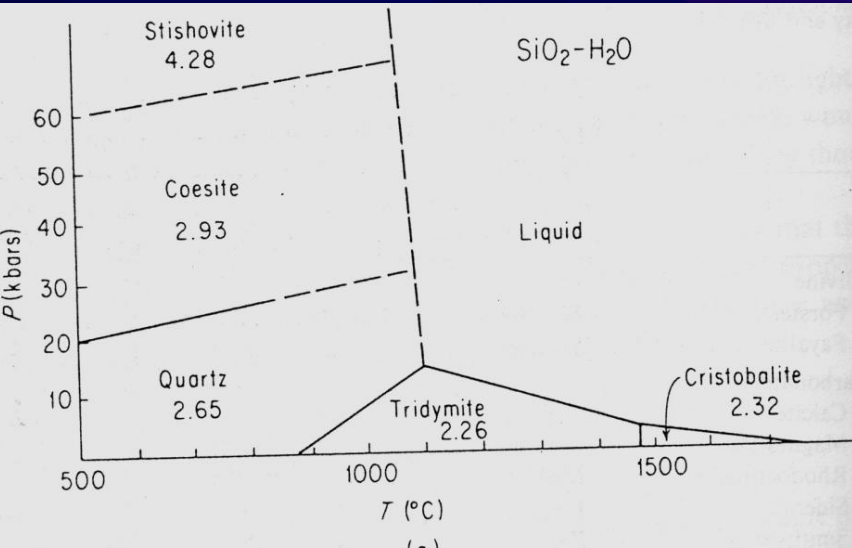 Stishovite
4.28
SiO2-H2O
60
50
Coesite
2.93
40
Liquid
P(kbars)
30
20
Quartz
2.65
10
Tridymite
2.26
Cristobalite
2.32
500
1000
1500
T (°C)